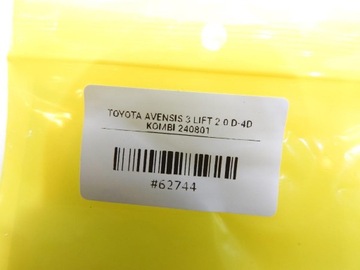 TOYOTA AVENSIS 3 LIFT 2.0 D-4D
KOMBI 240801
#62744